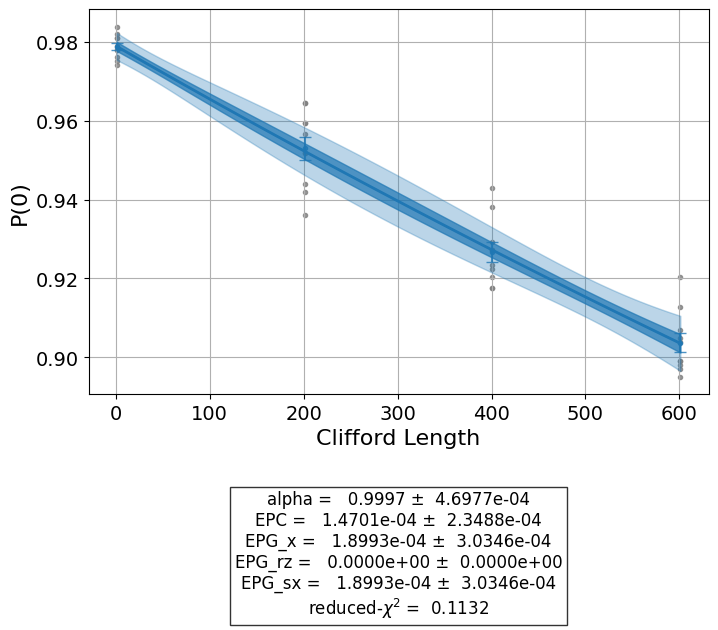 0.98
0.96
0.94
0.92
0.90
P(0)
0 100 200 300 400 500 600
Clifford Length
alpha = 0.9997 ± 4.6977e-04
EPC = 1.4701e-04 ± 2.3488e-04
EPG_x = 1.8993e-04 ± 3.0346e-04
EPG_rz = 0.0000e+00 ± 0.0000e+00
EPG_sx = 1.8993e-04 ± 3.0346e-04
reduced-χ² = 0.1132